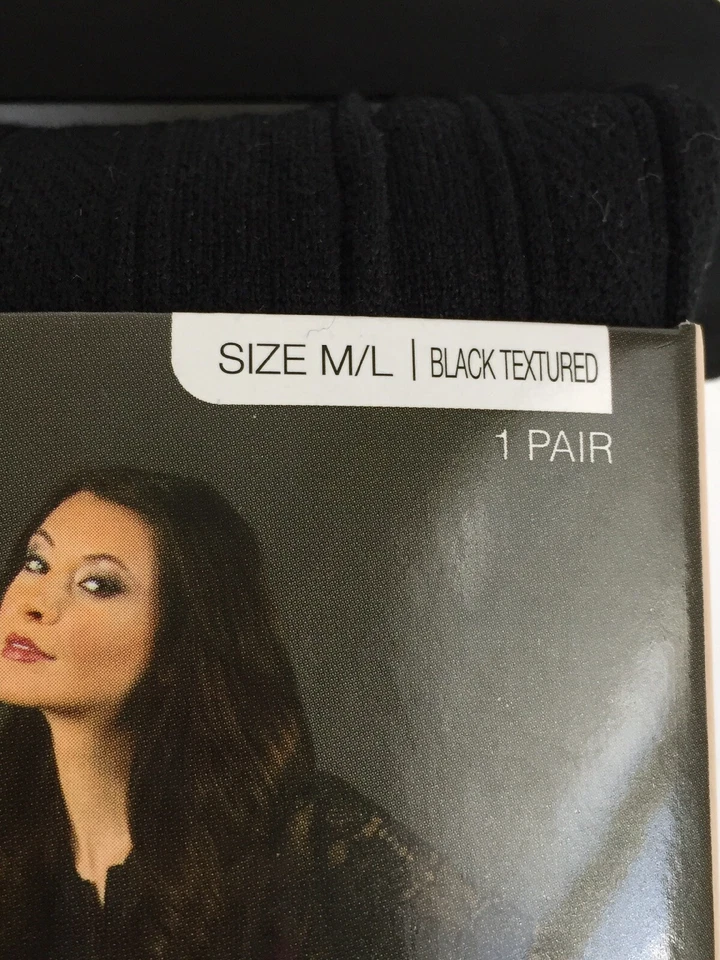 SIZE M/L | BLACK TEXTURED
1 PAIR